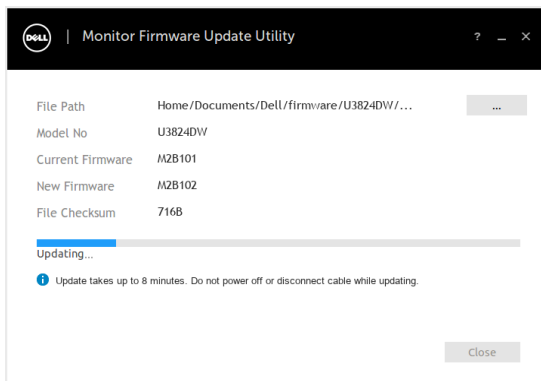 DELL | Monitor Firmware Update Utility ? _ ×
File Path Home/Documents/Dell/firmware/U3824DW/... ...
Model No U3824DW
Current Firmware M2B101
New Firmware M2B102
File Checksum 716B
Updating...
i Update takes up to 8 minutes. Do not power off or disconnect cable while updating.
Close